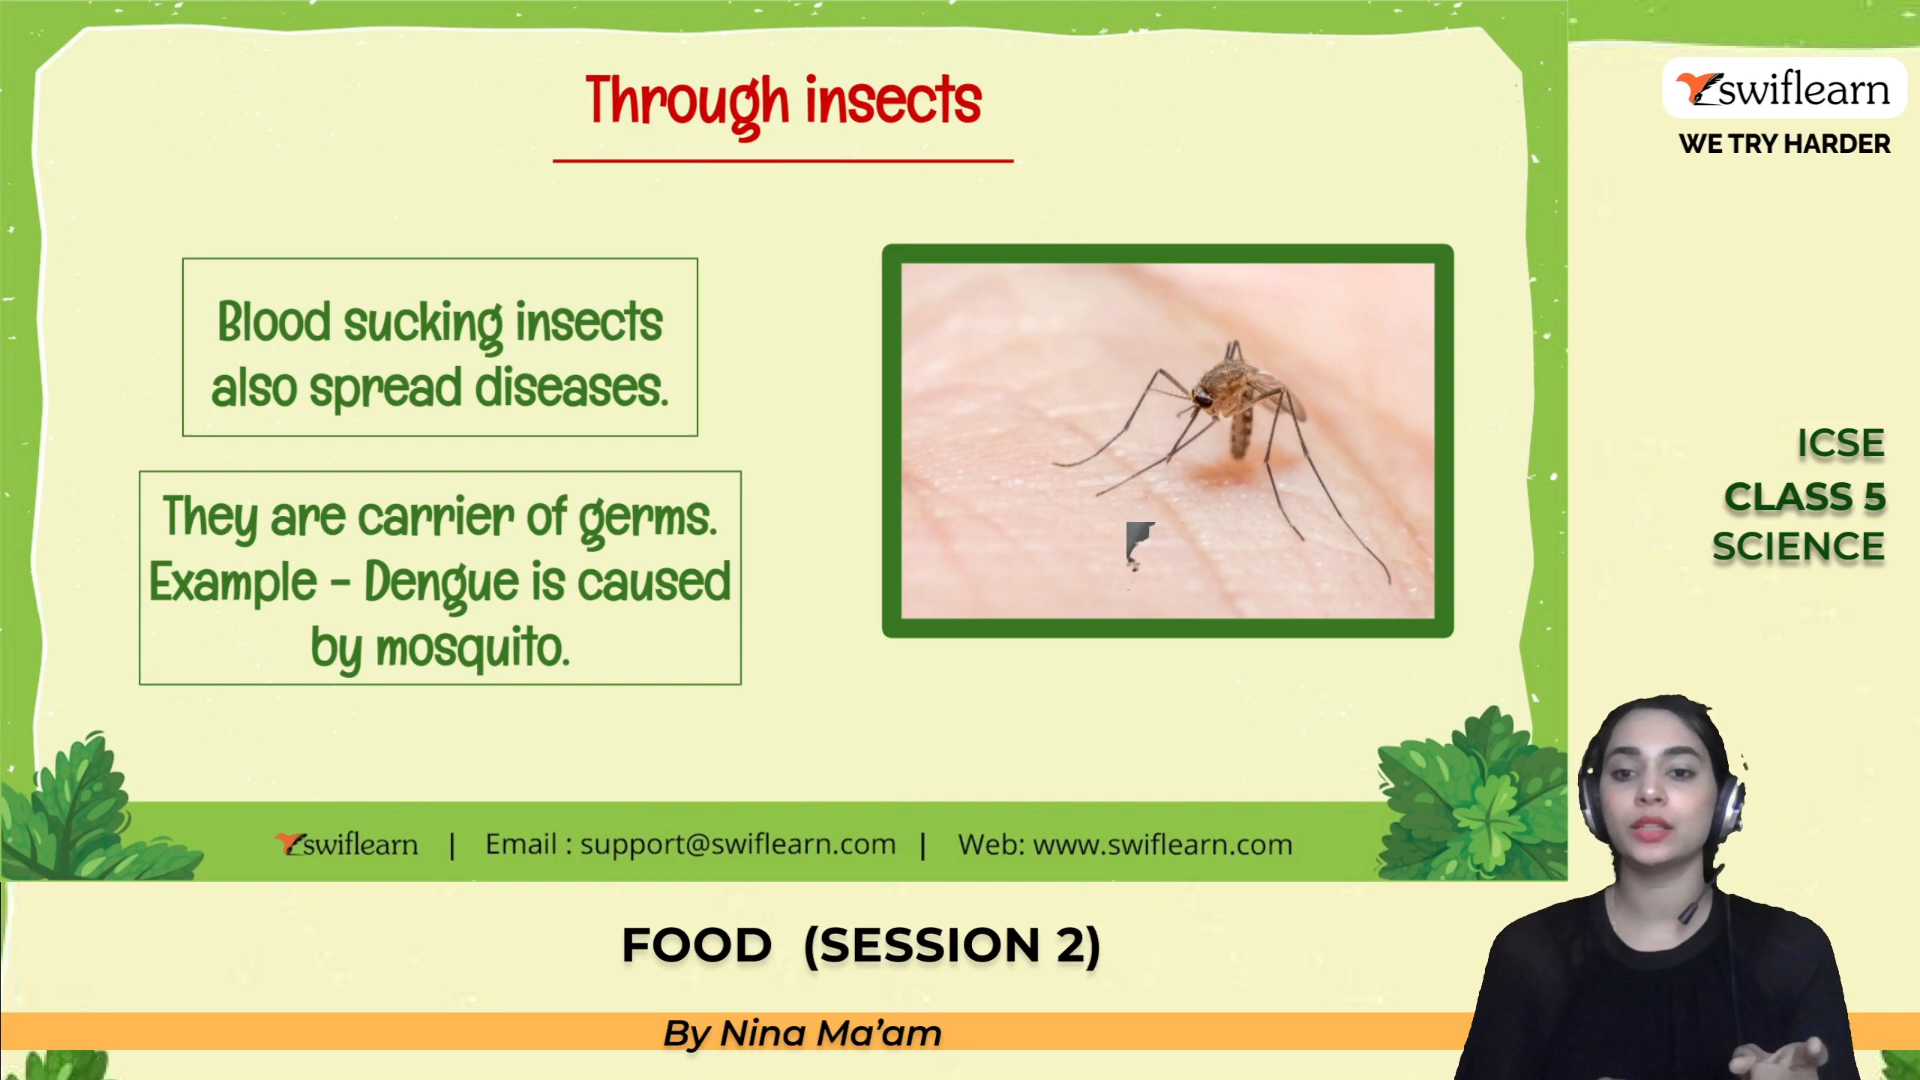 Through insects
swiflearn
WE TRY HARDER
Blood sucking insects
also spread diseases.
They are carrier of germs.
Example - Dengue is caused
by mosquito.
ICSE
CLASS 5
SCIENCE
swiflearn | Email : support@swiflearn.com | Web: www.swiflearn.com
FOOD (SESSION 2)
By Nina Ma’am